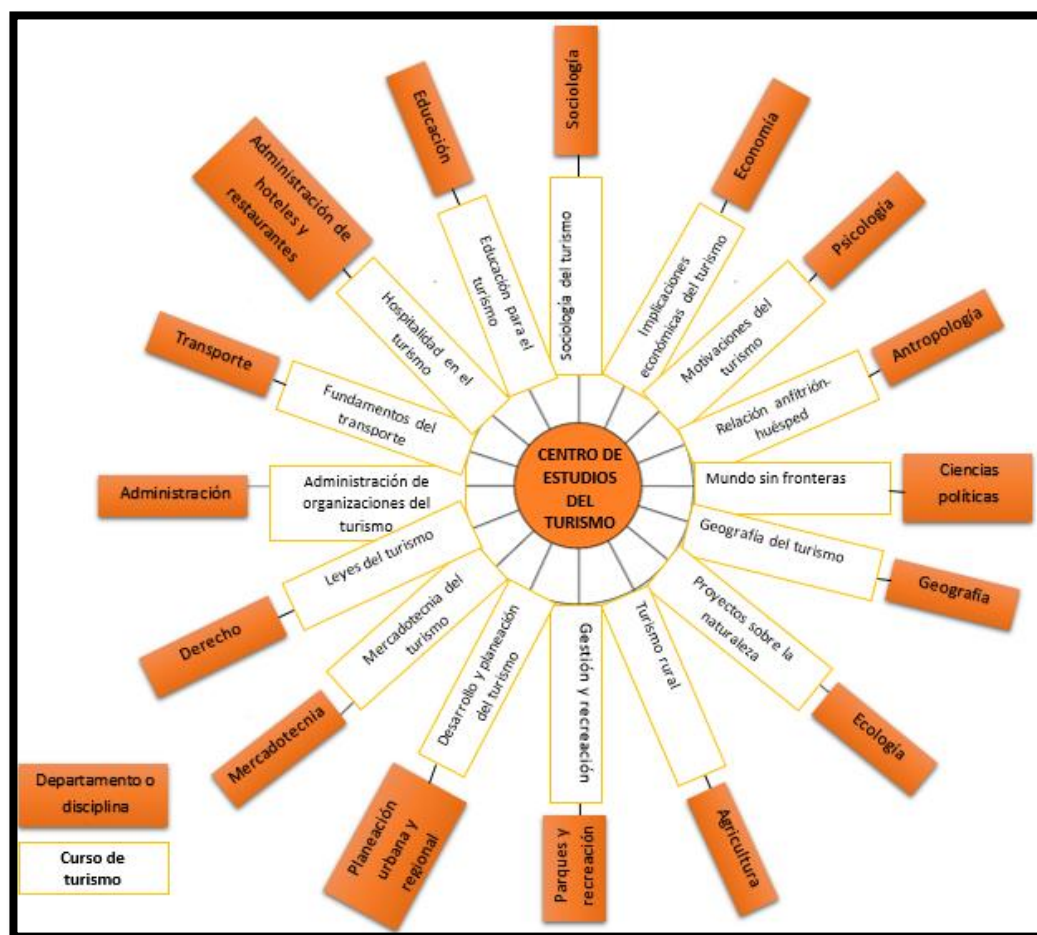 Sociología
Sociología del turismo
Economía
Implicaciones
económicas del turismo
Psicología
Motivaciones del
turismo
Antropología
Relación anfitrión-
huésped
Ciencias
políticas
Mundo sin fronteras
Geografía
Geografía del turismo
Ecología
Proyectos sobre la
naturaleza
Agricultura
Turismo rural
Parques y
recreación
Gestión y recreación
Planeación
urbana y
regional
Desarrollo y planeación
del turismo
Mercadotecnia
Mercadotecnia del
turismo
Derecho
Leyes del turismo
Administración
Administración de
organizaciones del
turismo
Transporte
Fundamentos del
transporte
Administración de
hoteles y
restaurantes
Hospitalidad en el
turismo
Educación
Educación para el
turismo
CENTRO DE
ESTUDIOS
DEL
TURISMO
Departamento o
disciplina
Curso de
turismo